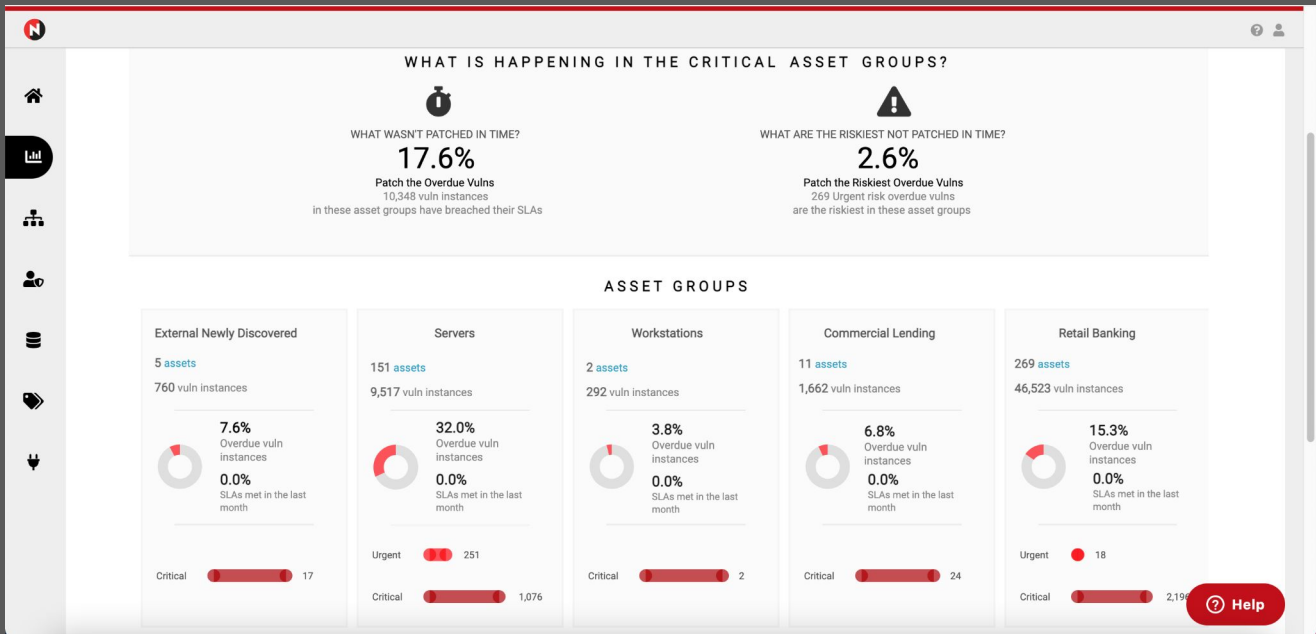 N
WHAT IS HAPPENING IN THE CRITICAL ASSET GROUPS?
WHAT WASN'T PATCHED IN TIME?
17.6%
Patch the Overdue Vulns
10,348 vuln instances
in these asset groups have breached their SLAs
WHAT ARE THE RISKIEST NOT PATCHED IN TIME?
2.6%
Patch the Riskiest Overdue Vulns
269 Urgent risk overdue vulns
are the riskiest in these asset groups
ASSET GROUPS
External Newly Discovered
5 assets
760 vuln instances
7.6%
Overdue vuln
instances
0.0%
SLAs met in the last
month
Critical 17
Servers
151 assets
9,517 vuln instances
32.0%
Overdue vuln
instances
0.0%
SLAs met in the last
month
Urgent 251
Critical 1,076
Workstations
2 assets
292 vuln instances
3.8%
Overdue vuln
instances
0.0%
SLAs met in the last
month
Critical 2
Commercial Lending
11 assets
1,662 vuln instances
6.8%
Overdue vuln
instances
0.0%
SLAs met in the last
month
Critical 24
Retail Banking
269 assets
46,523 vuln instances
15.3%
Overdue vuln
instances
0.0%
SLAs met in the last
month
Urgent 18
Critical 2,196
Help